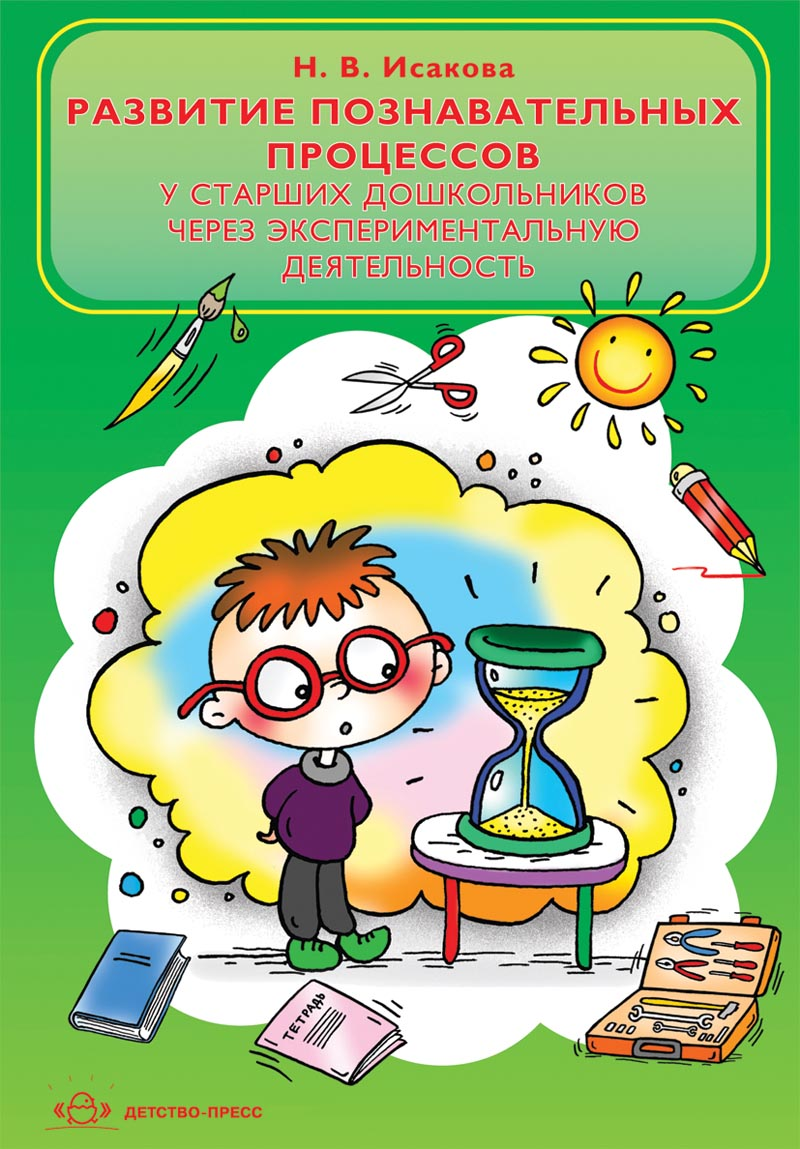 Н. В. Исакова
РАЗВИТИЕ ПОЗНАВАТЕЛЬНЫХ
ПРОЦЕССОВ
У СТАРШИХ ДОШКОЛЬНИКОВ
ЧЕРЕЗ ЭКСПЕРИМЕНТАЛЬНУЮ
ДЕЯТЕЛЬНОСТЬ
ТЕТРАДЬ
«» ДЕТСТВО-ПРЕСС